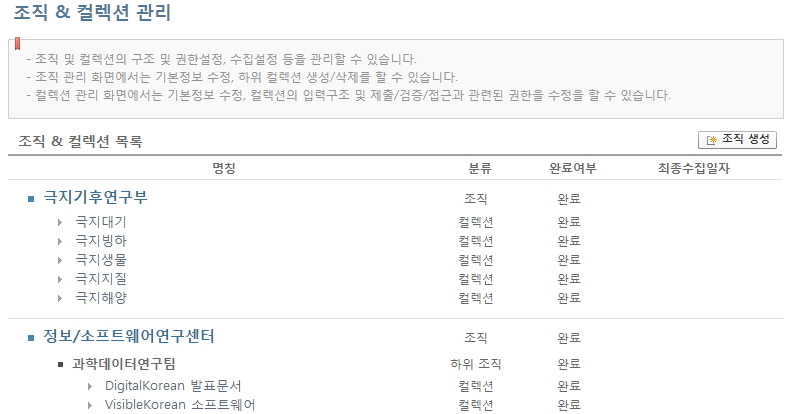 조직 & 컬렉션 관리
- 조직 및 컬렉션의 구조 및 권한설정, 수집설정 등을 관리할 수 있습니다.
- 조직 관리 화면에서는 기본정보 수정, 하위 컬렉션 생성/삭제를 할 수 있습니다.
- 컬렉션 관리 화면에서는 기본정보 수정, 컬렉션의 입력구조 및 제출/검증/접근과 관련된 권한을 수정을 할 수 있습니다.
조직 & 컬렉션 목록 조직 생성
명칭 분류 완료여부 최종수집일자
극지기후연구부 조직 완료
극지대기 컬렉션 완료
극지빙하 컬렉션 완료
극지생물 컬렉션 완료
극지지질 컬렉션 완료
극지해양 컬렉션 완료
정보/소프트웨어연구센터 조직 완료
과학데이터연구팀 하위 조직 완료
DigitalKorean 발표문서 컬렉션 완료
VisibleKorean 소프트웨어 컬렉션 완료